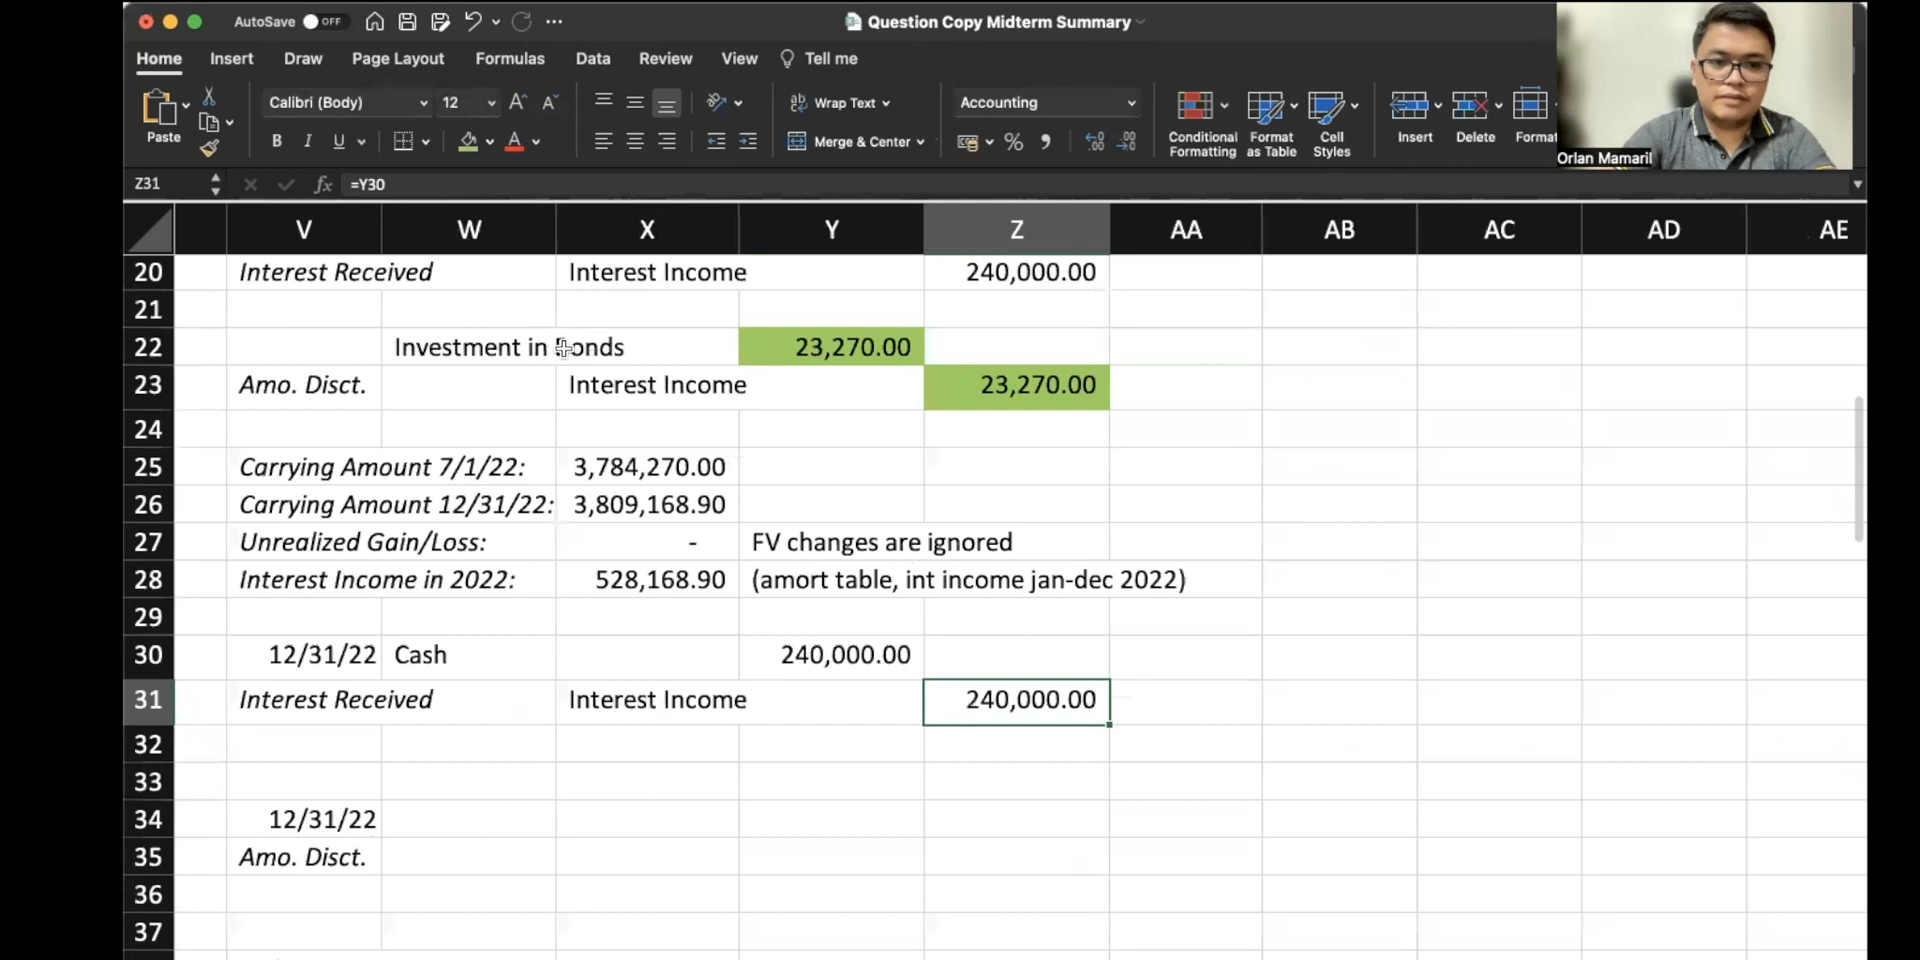 AutoSave OFF
Question Copy Midterm Summary
Home Insert Draw Page Layout Formulas Data Review View Tell me
Paste
Calibri (Body) 12
B I U
Wrap Text
Merge & Center
Accounting
Conditional Formatting
Format as Table
Cell Styles
Insert
Delete
Format
Orlan Mamaril
Z31 fx =Y30
V W X Y Z AA AB AC AD AE
20 Interest Received Interest Income 240,000.00
21
22 Investment in Bonds 23,270.00
23 Amo. Disct. Interest Income 23,270.00
24
25 Carrying Amount 7/1/22: 3,784,270.00
26 Carrying Amount 12/31/22: 3,809,168.90
27 Unrealized Gain/Loss: - FV changes are ignored
28 Interest Income in 2022: 528,168.90 (amort table, int income jan-dec 2022)
29
30 12/31/22 Cash 240,000.00
31 Interest Received Interest Income 240,000.00
32
33
34 12/31/22
35 Amo. Disct.
36
37